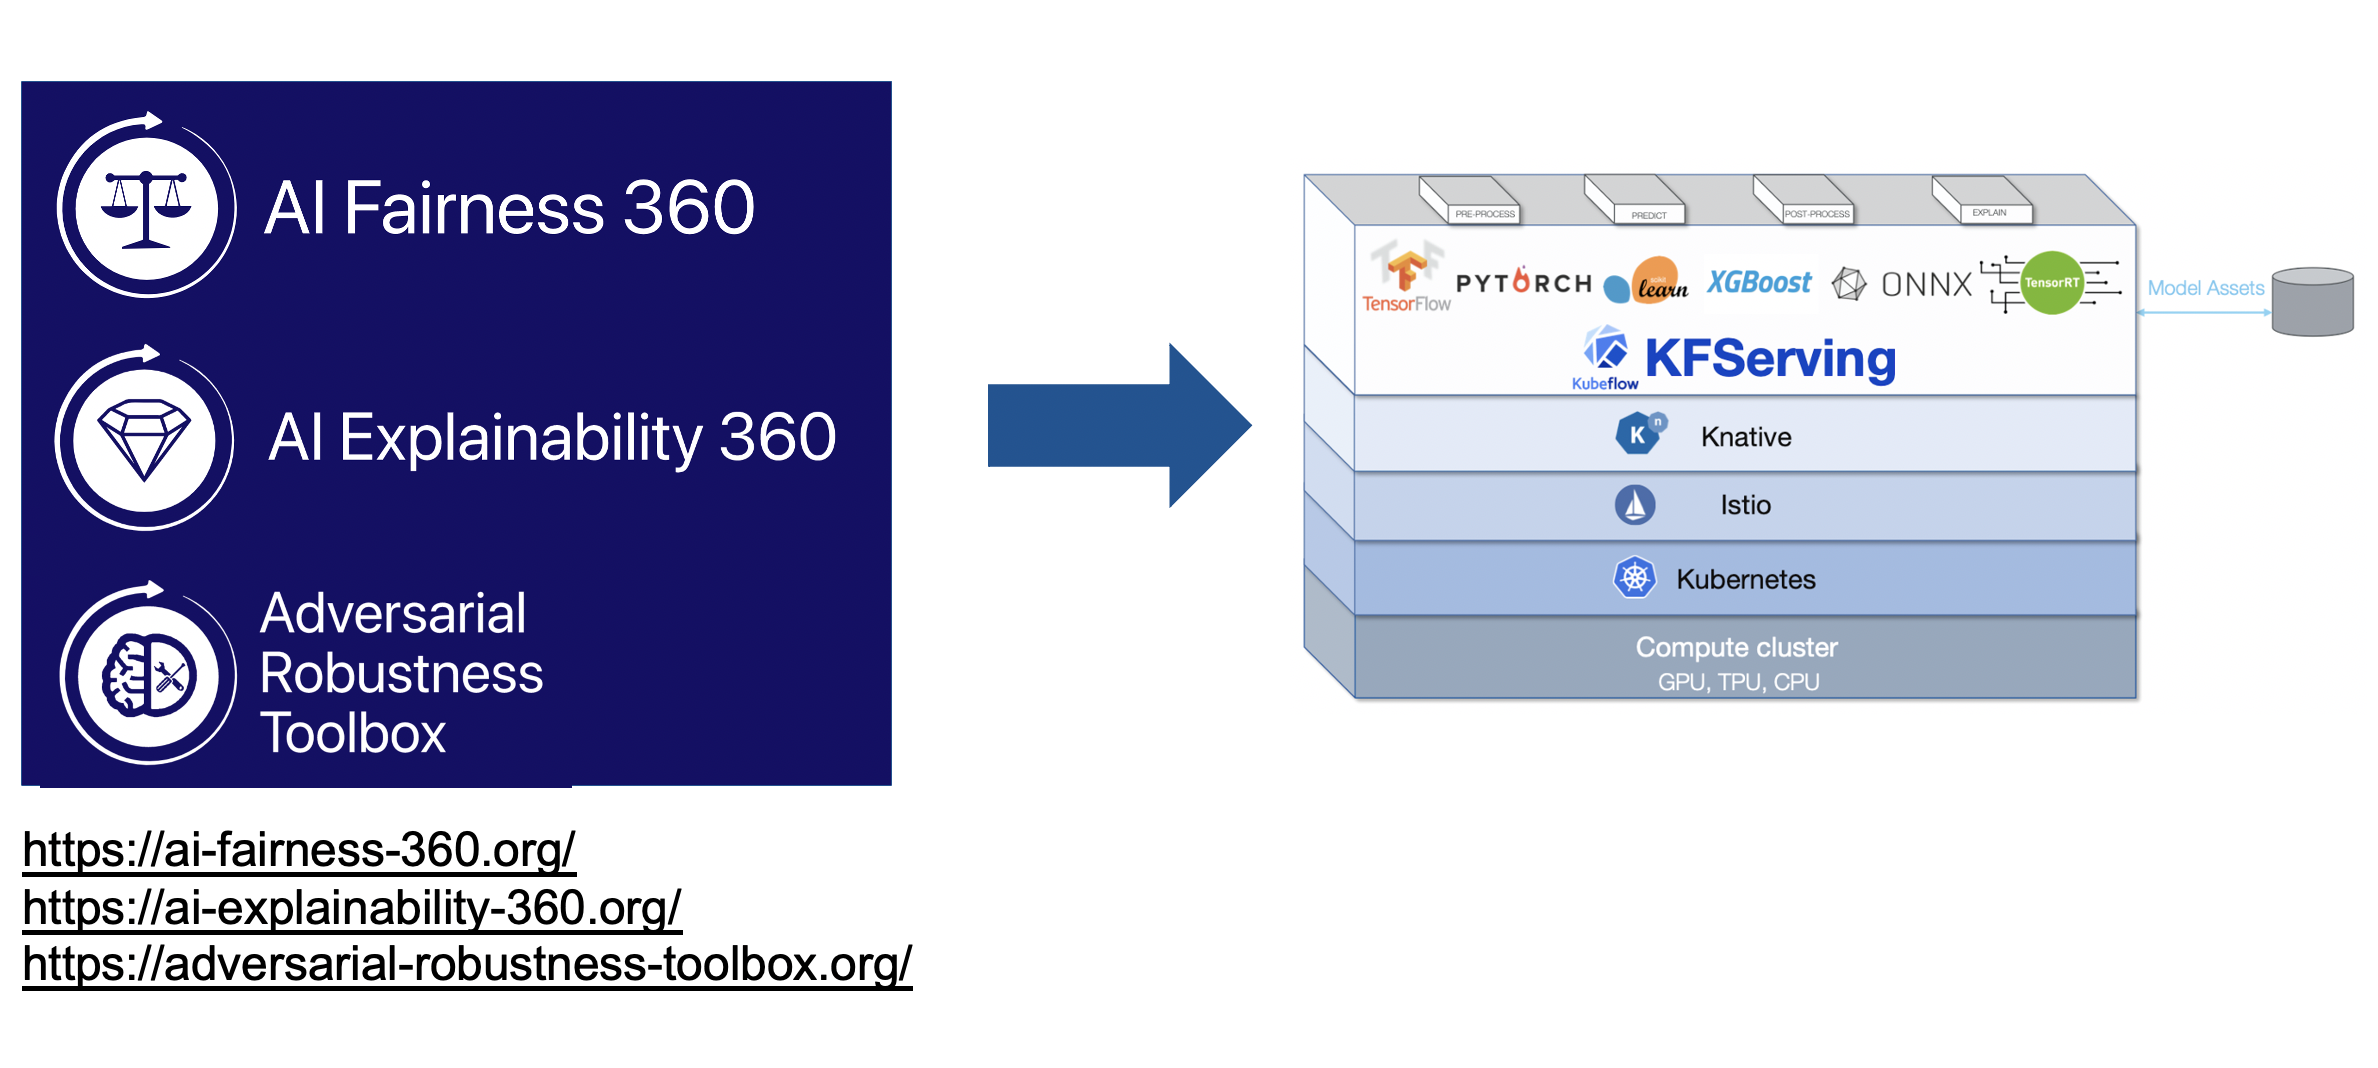 AI Fairness 360
AI Explainability 360
Adversarial
Robustness
Toolbox
https://ai-fairness-360.org/
https://ai-explainability-360.org/
https://adversarial-robustness-toolbox.org/
PRE-PROCESS
PREDICT
POST-PROCESS
EXPLAIN
TensorFlow
PYTORCH
scikit
learn
XGBoost
ONNX
TensorRT
Model Assets
Kubeflow
KFServing
K
n
Knative
Istio
Kubernetes
Compute cluster
GPU, TPU, CPU